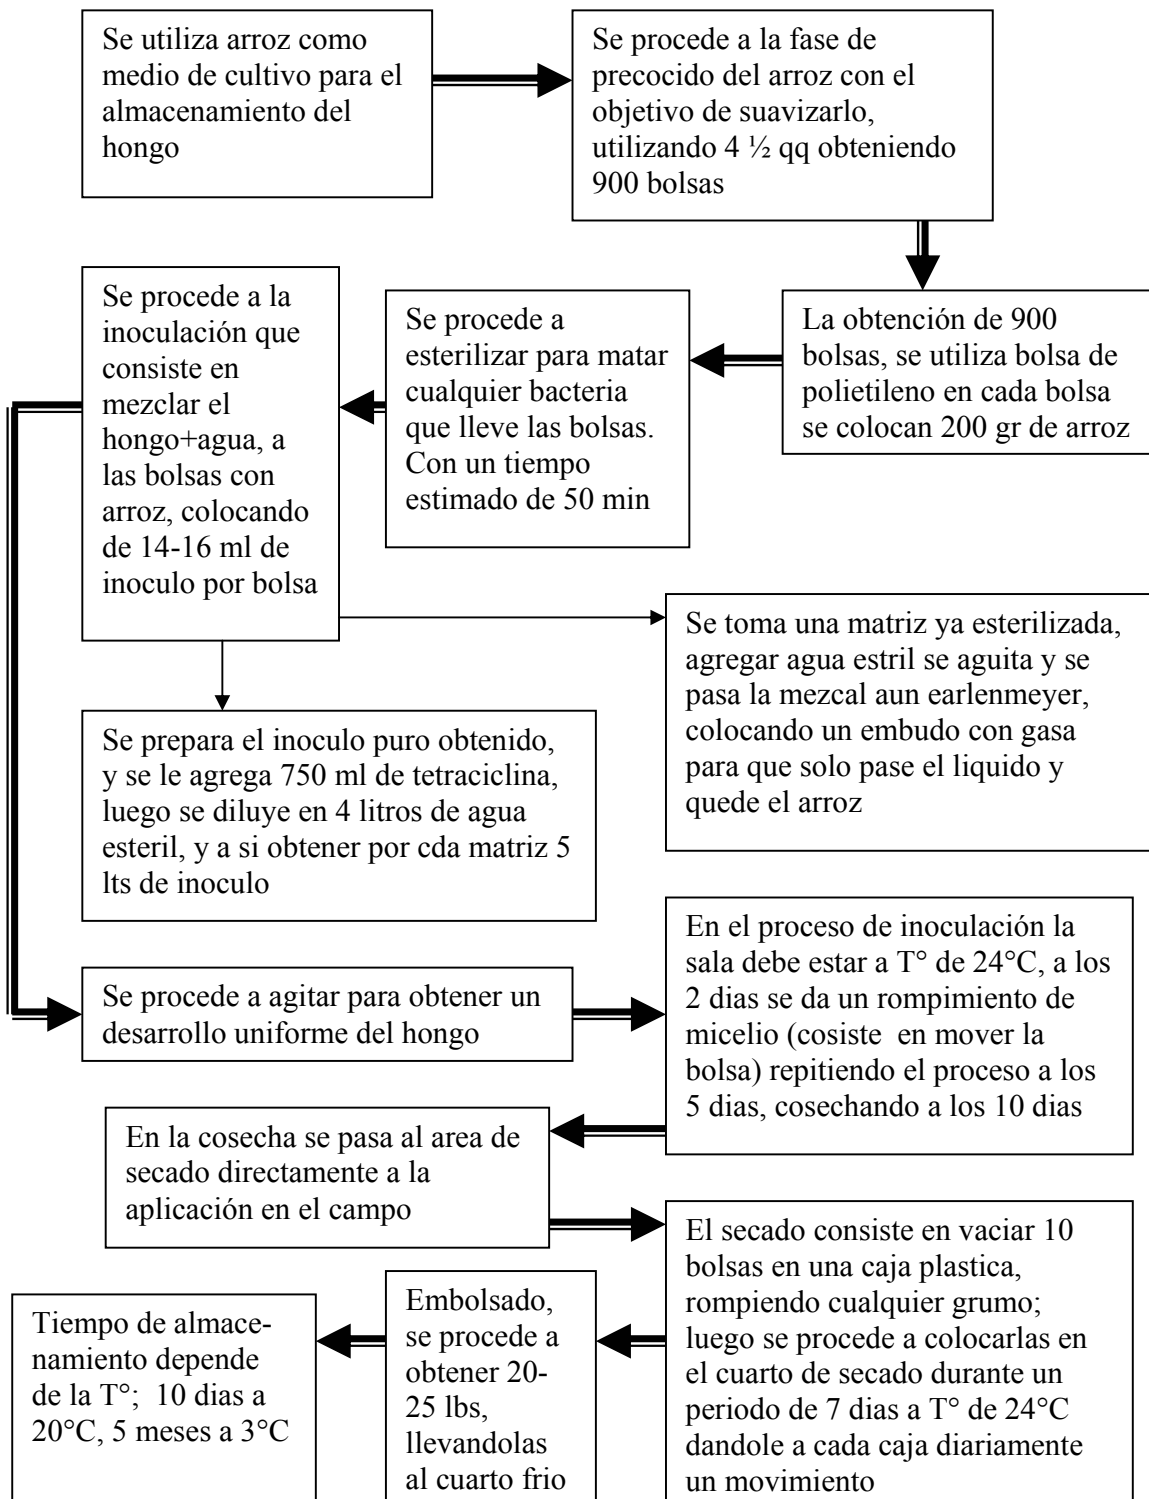 Se utiliza arroz como
medio de cultivo para el
almacenamiento del
hongo
Se procede a la fase de
precocido del arroz con el
objetivo de suavizarlo,
utilizando 4 ½ qq obteniendo
900 bolsas
La obtención de 900
bolsas, se utiliza bolsa de
polietileno en cada bolsa
se colocan 200 gr de arroz
Se procede a
esterilizar para matar
cualquier bacteria
que lleve las bolsas.
Con un tiempo
estimado de 50 min
Se procede a la
inoculación que
consiste en
mezclar el
hongo+agua, a
las bolsas con
arroz, colocando
de 14-16 ml de
inoculo por bolsa
Se toma una matriz ya esterilizada,
agregar agua estril se aguita y se
pasa la mezcal aun earlenmeyer,
colocando un embudo con gasa
para que solo pase el liquido y
quede el arroz
Se prepara el inoculo puro obtenido,
y se le agrega 750 ml de tetraciclina,
luego se diluye en 4 litros de agua
esteril, y a si obtener por cda matriz 5
lts de inoculo
Se procede a agitar para obtener un
desarrollo uniforme del hongo
En el proceso de inoculación la
sala debe estar a T° de 24°C, a los
2 dias se da un rompimiento de
micelio (cosiste en mover la
bolsa) repitiendo el proceso a los
5 dias, cosechando a los 10 dias
En la cosecha se pasa al area de
secado directamente a la
aplicación en el campo
El secado consiste en vaciar 10
bolsas en una caja plastica,
rompiendo cualquier grumo;
luego se procede a colocarlas en
el cuarto de secado durante un
periodo de 7 dias a T° de 24°C
dandole a cada caja diariamente
un movimiento
Embolsado,
se procede a
obtener 20-
25 lbs,
llevandolas
al cuarto frio
Tiempo de almace-
namiento depende
de la T°; 10 dias a
20°C, 5 meses a 3°C